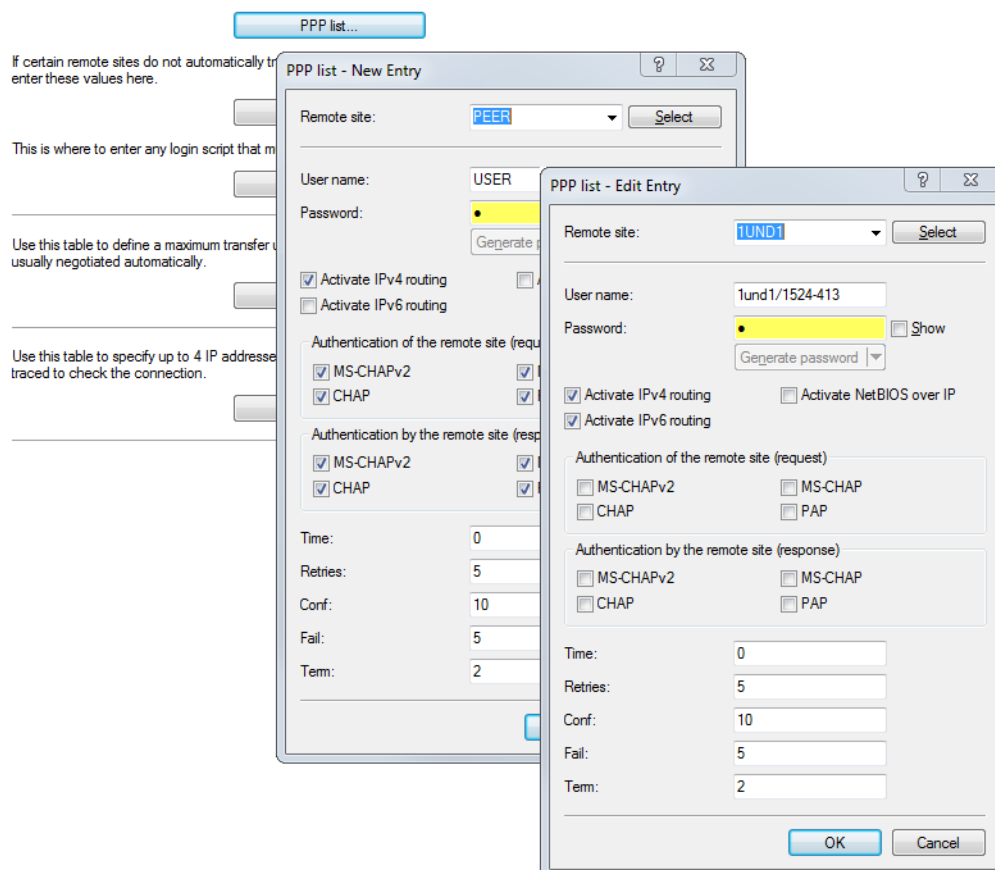 PPP list...
If certain remote sites do not automatically
enter these values here.
This is where to enter any login script that
Use this table to define a maximum transfer
usually negotiated automatically.
Use this table to specify up to 4 IP
traced to check the connection.
PPP list - New Entry
Remote site: PEER Select
User name: USER
Password:
Activate IPv4 routing
Activate IPv6 routing
Authentication of the remote site
MS-CHAPv2
CHAP
Authentication by the remote site
MS-CHAPv2
CHAP
Time: 0
Retries: 5
Conf: 10
Fail: 5
Term: 2
PPP list - Edit Entry
Remote site: 1UND1 Select
User name: 1und1/1524-413
Password: Show
Generate password
Activate IPv4 routing Activate NetBIOS over IP
Activate IPv6 routing
Authentication of the remote site (request)
MS-CHAPv2 MS-CHAP
CHAP PAP
Authentication by the remote site (response)
MS-CHAPv2 MS-CHAP
CHAP PAP
Time: 0
Retries: 5
Conf: 10
Fail: 5
Term: 2
OK Cancel